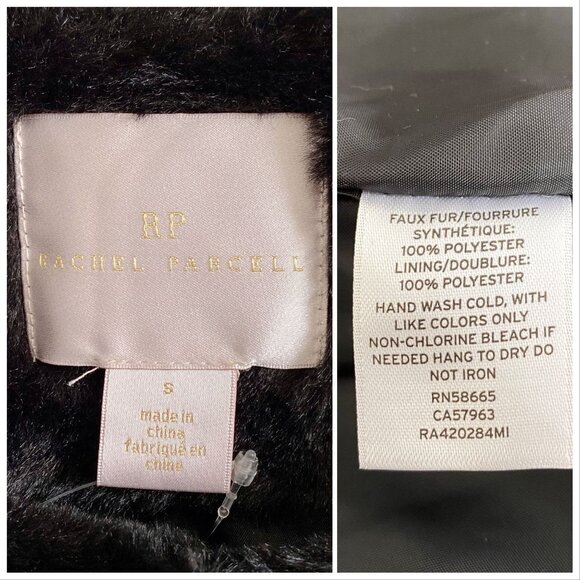 RP
RACHEL PARCELL
S
made in
china
fabriqué en
chine
FAUX FUR/FOURRURE
SYNTHÉTIQUE:
100% POLYESTER
LINING/DOUBLURE:
100% POLYESTER
HAND WASH COLD, WITH
LIKE COLORS ONLY
NON-CHLORINE BLEACH IF
NEEDED HANG TO DRY DO
NOT IRON
RN58665
CA57963
RA420284MI